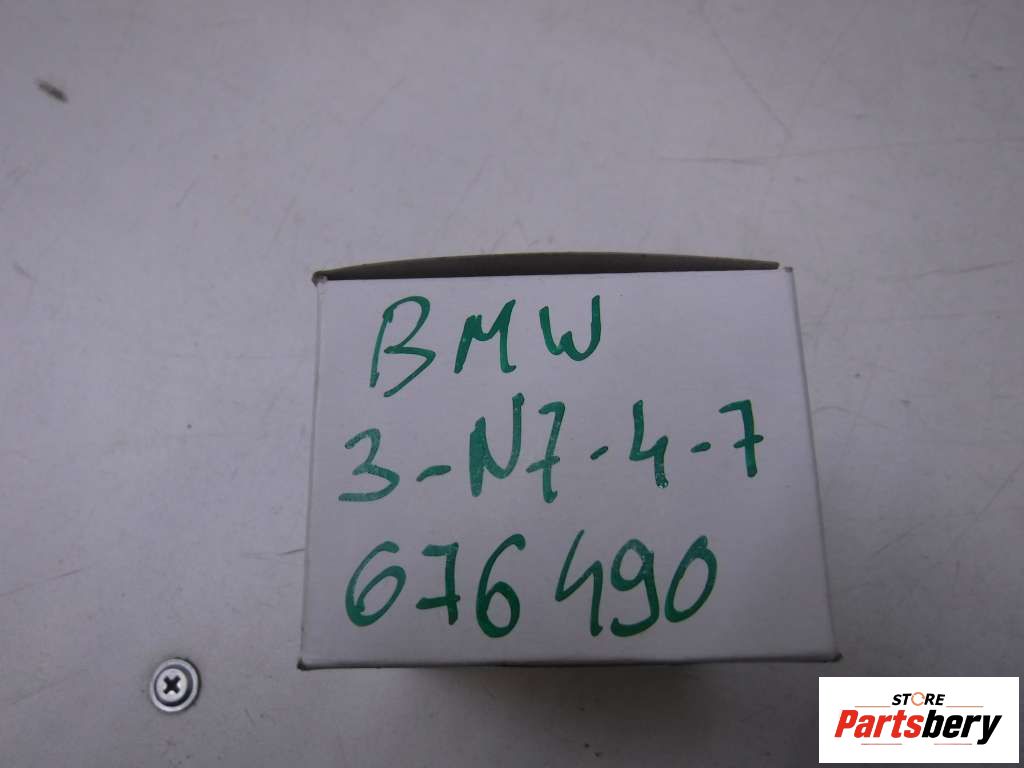 BMW
3-N7-4-7
676490
STORE
Partsbery